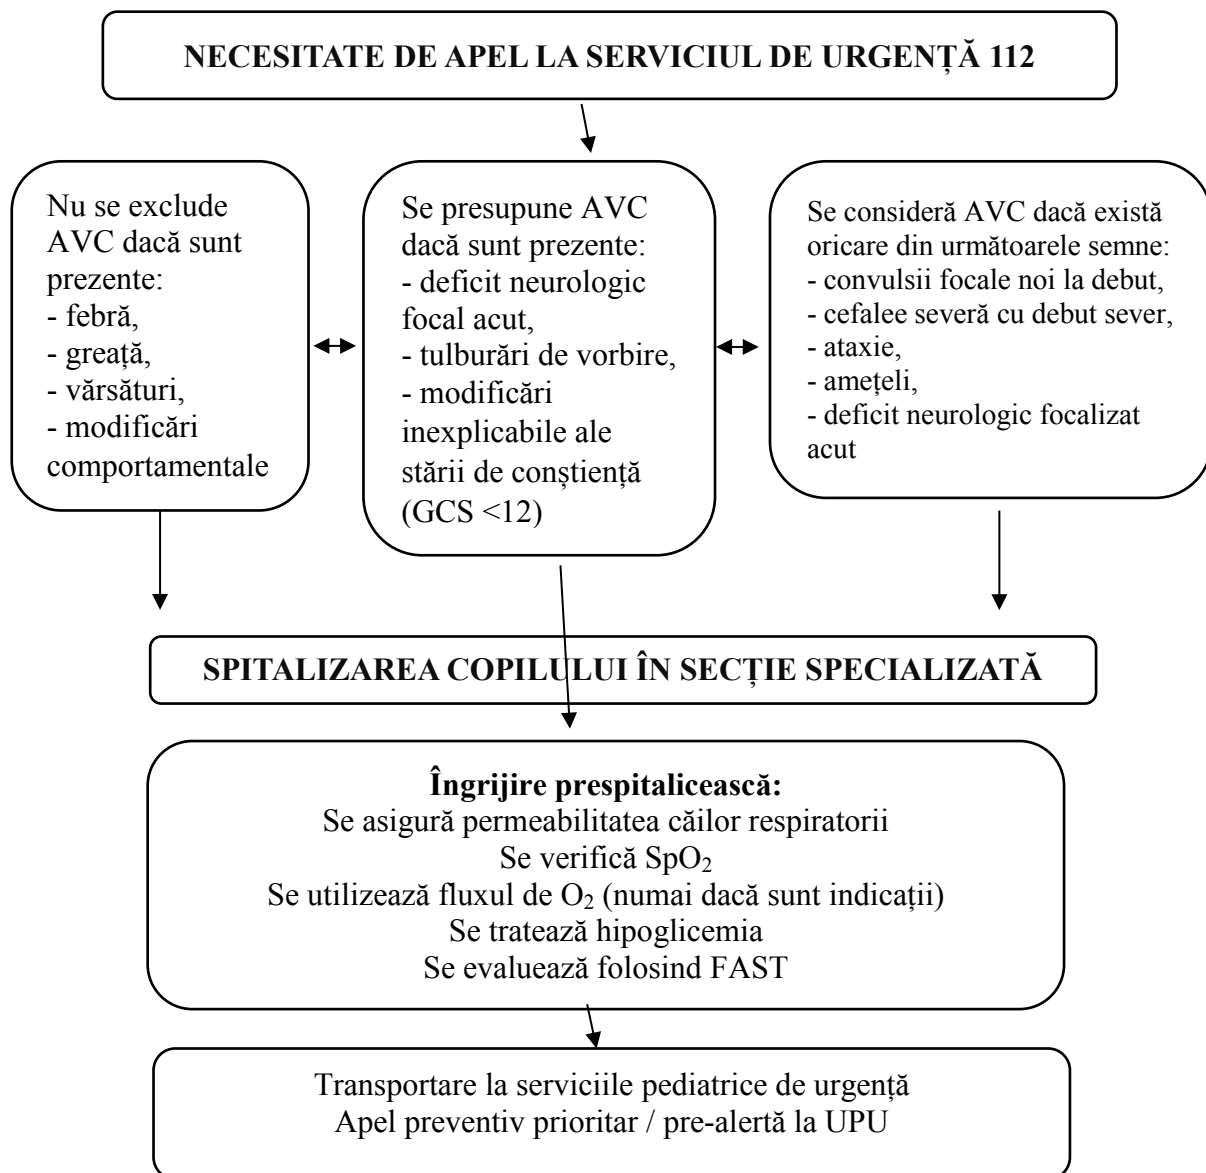 NECESITATE DE APEL LA SERVICIUL DE URGENȚĂ 112
Nu se exclude
AVC dacă sunt
prezente:
- febră,
- greață,
- vărsături,
- modificări
comportamentale
Se presupune AVC
dacă sunt prezente:
- deficit neurologic
focal acut,
- tulburări de vorbire,
- modificări
inexplicabile ale
stării de conștiență
(GCS <12)
Se consideră AVC dacă există
oricare din următoarele semne:
- convulsii focale noi la debut,
- cefalee severă cu debut sever,
- ataxie,
- amețeli,
- deficit neurologic focalizat
acut
SPITALIZAREA COPILULUI ÎN SECȚIE SPECIALIZATĂ
Îngrijire prespitalicească:
Se asigură permeabilitatea căilor respiratorii
Se verifică SpO₂
Se utilizează fluxul de O₂ (numai dacă sunt indicații)
Se tratează hipoglicemia
Se evaluează folosind FAST
Transportare la serviciile pediatrice de urgență
Apel preventiv prioritar / pre-alertă la UPU